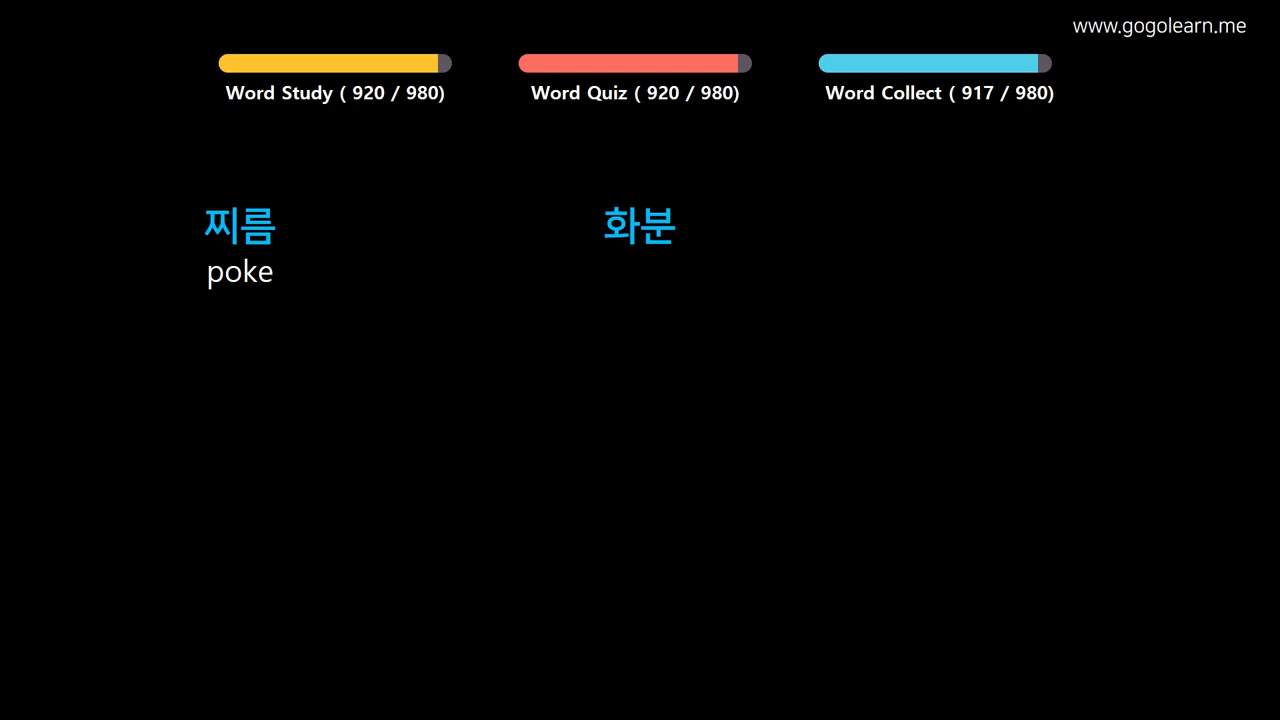 www.gogolearn.me
Word Study ( 920 / 980)
Word Quiz ( 920 / 980)
Word Collect ( 917 / 980)
찌름
poke
화분